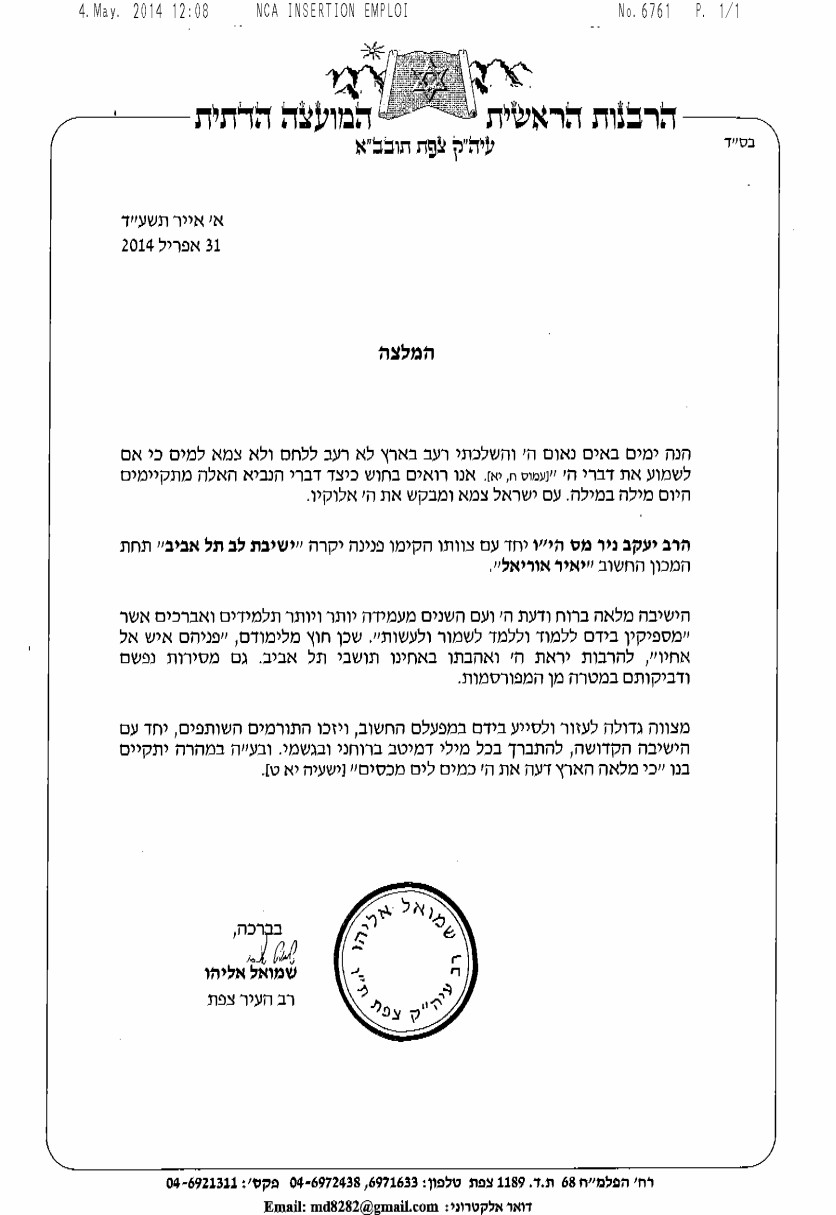 4.May. 2014 12:08 NCA INSERTION EMPLOI No.6761 P. 1/1
הרבנות הראשית המועצה הדתית
עיה״ק צפת תובב״א
בס״ד
א׳ אייר תשע״ד
31 אפריל 2014
המלצה
הנה ימים באים נאום ה׳ והשלכתי רעב בארץ לא רעב ללחם ולא צמא למים כי אם
לשמוע את דברי ה׳ ״[עמוס ח, יא]. אנו רואים בחוש כיצד דברי הנביא האלה מתקיימים
היום מילה במילה. עם ישראל צמא ומבקש את ה׳ אלוקיו.
הרב יעקב ניר מס הי״ו יחד עם צוותו הקימו פנינה יקרה ״ישיבת לב תל אביב״ תחת
המכון החשוב ״יאיר אוריאל״.
הישיבה מלאה ברוח ודעת ה׳ ועם השנים מעמידה יותר ויותר תלמידים ואברכים אשר
״מספיקין בידם ללמוד וללמד לשמור ולעשות״. שכן חוץ מלימודם, ״פניהם איש אל
אחיו״, להרבות יראת ה׳ ואהבתו באחינו תושבי תל אביב. גם מסירות נפשם
ודביקותם במטרה מן המפורסמות.
מצווה גדולה לעזור ולסייע בידם במפעלם החשוב, ויזכו התורמים השותפים, יחד עם
הישיבה הקדושה, להתברך בכל מילי דמיטב ברוחני ובגשמי. ובע״ה במהרה יתקיים
בנו ״כי מלאה הארץ דעה את ה׳ כמים לים מכסים״ [ישעיה יא ט].
בברכה,
שמואל אליהו
רב העיר צפת
שמואל אליהו
רב עיה״ק צפת ת״ו
רח׳ הפלמ״ח 68 ת.ד. 1189 צפת טלפון: 6971633, 04-6972438 פקס׳: 04-6921311
דואר אלקטרוני: Email: md8282@gmail.com